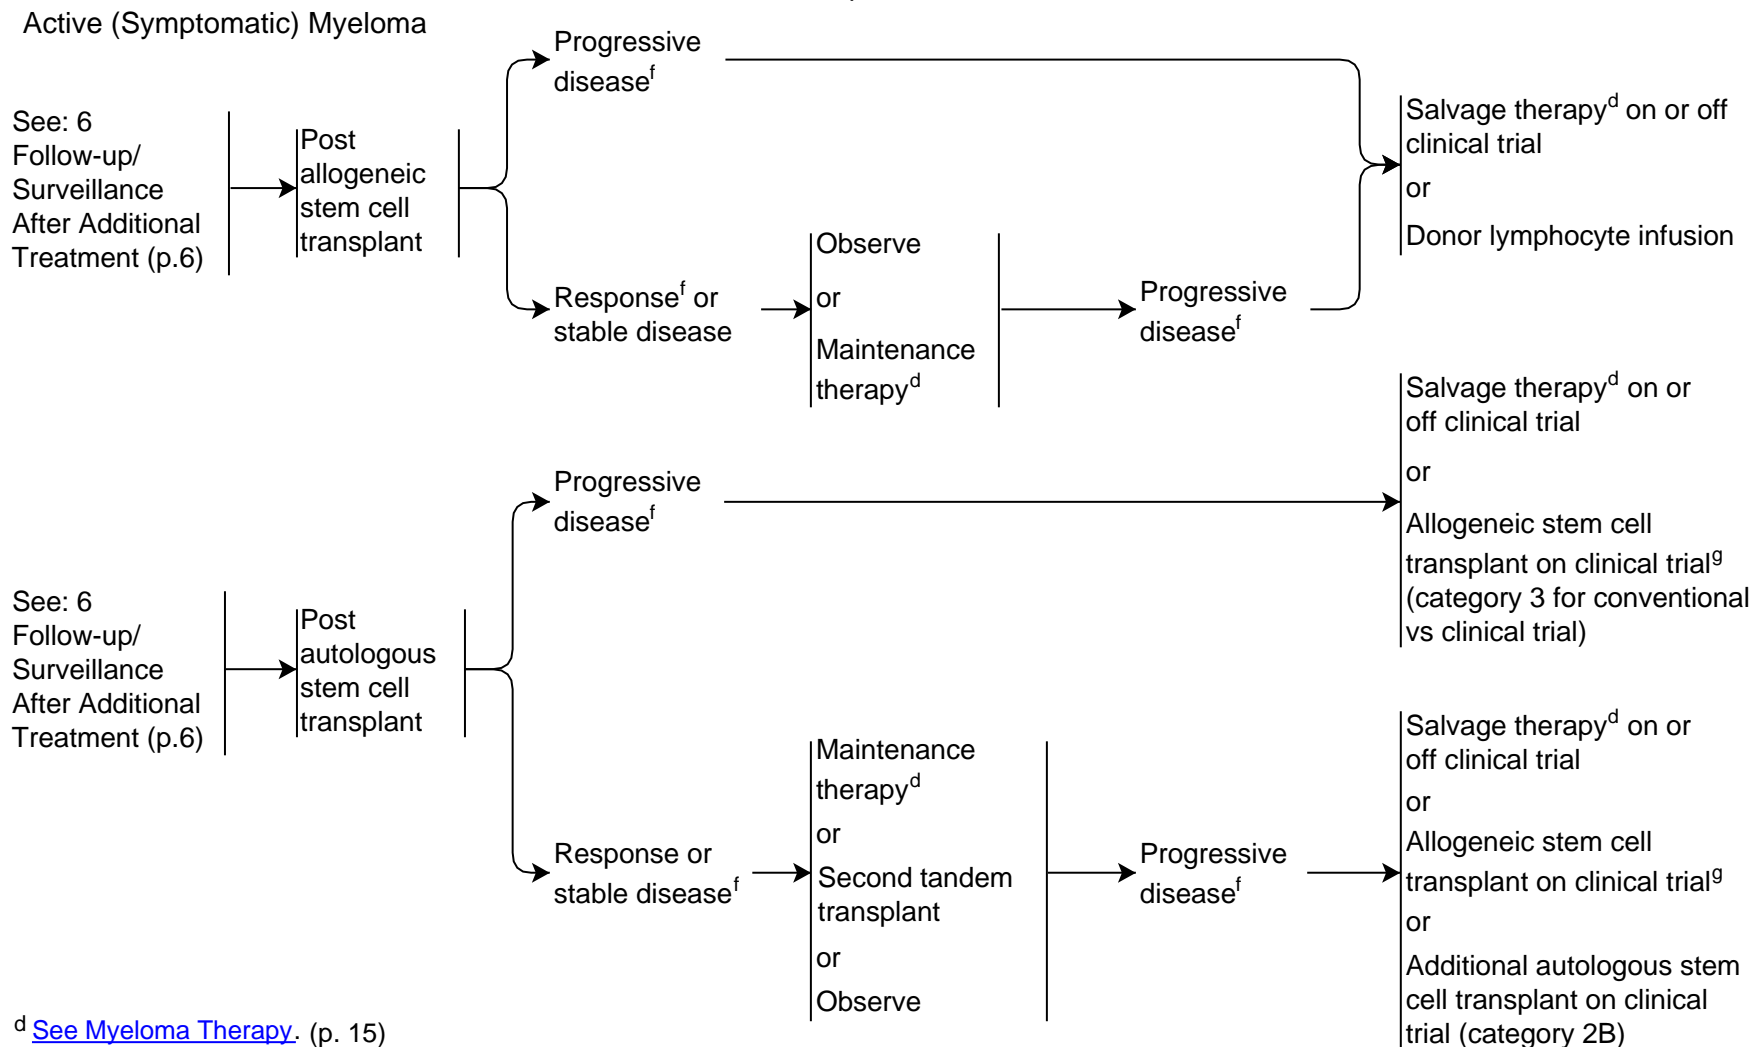 Active (Symptomatic) Myeloma
See: 6
Follow-up/
Surveillance
After Additional
Treatment (p.6)
Post
allogeneic
stem cell
transplant
Progressive
disease^f
Response^f or
stable disease
Observe
or
Maintenance
therapy^d
Progressive
disease^f
Salvage therapy^d on or off
clinical trial
or
Donor lymphocyte infusion
See: 6
Follow-up/
Surveillance
After Additional
Treatment (p.6)
Post
autologous
stem cell
transplant
Progressive
disease^f
Salvage therapy^d on or
off clinical trial
or
Allogeneic stem cell
transplant on clinical trial^g
(category 3 for conventional
vs clinical trial)
Response or
stable disease^f
Maintenance
therapy^d
or
Second tandem
transplant
or
Observe
Progressive
disease^f
Salvage therapy^d on or
off clinical trial
or
Allogeneic stem cell
transplant on clinical trial^g
or
Additional autologous stem
cell transplant on clinical
trial (category 2B)
^d See Myeloma Therapy. (p. 15)